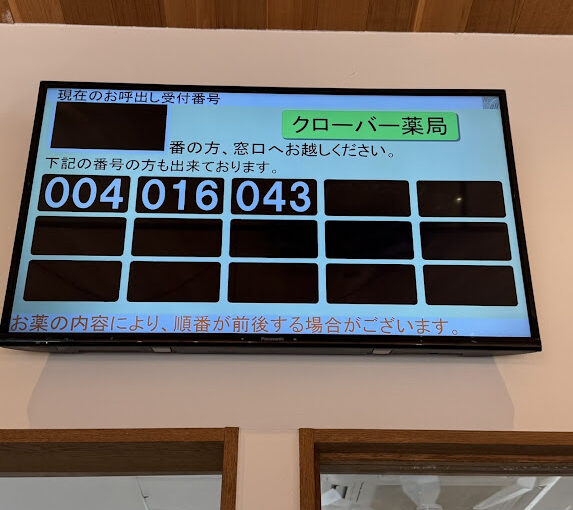 現在のお呼出し受付番号
クローバー薬局
番の方、窓口へお越しください。
下記の番号の方も出来ております。
004 016 043
お薬の内容により、順番が前後する場合がございます。
Panasonic